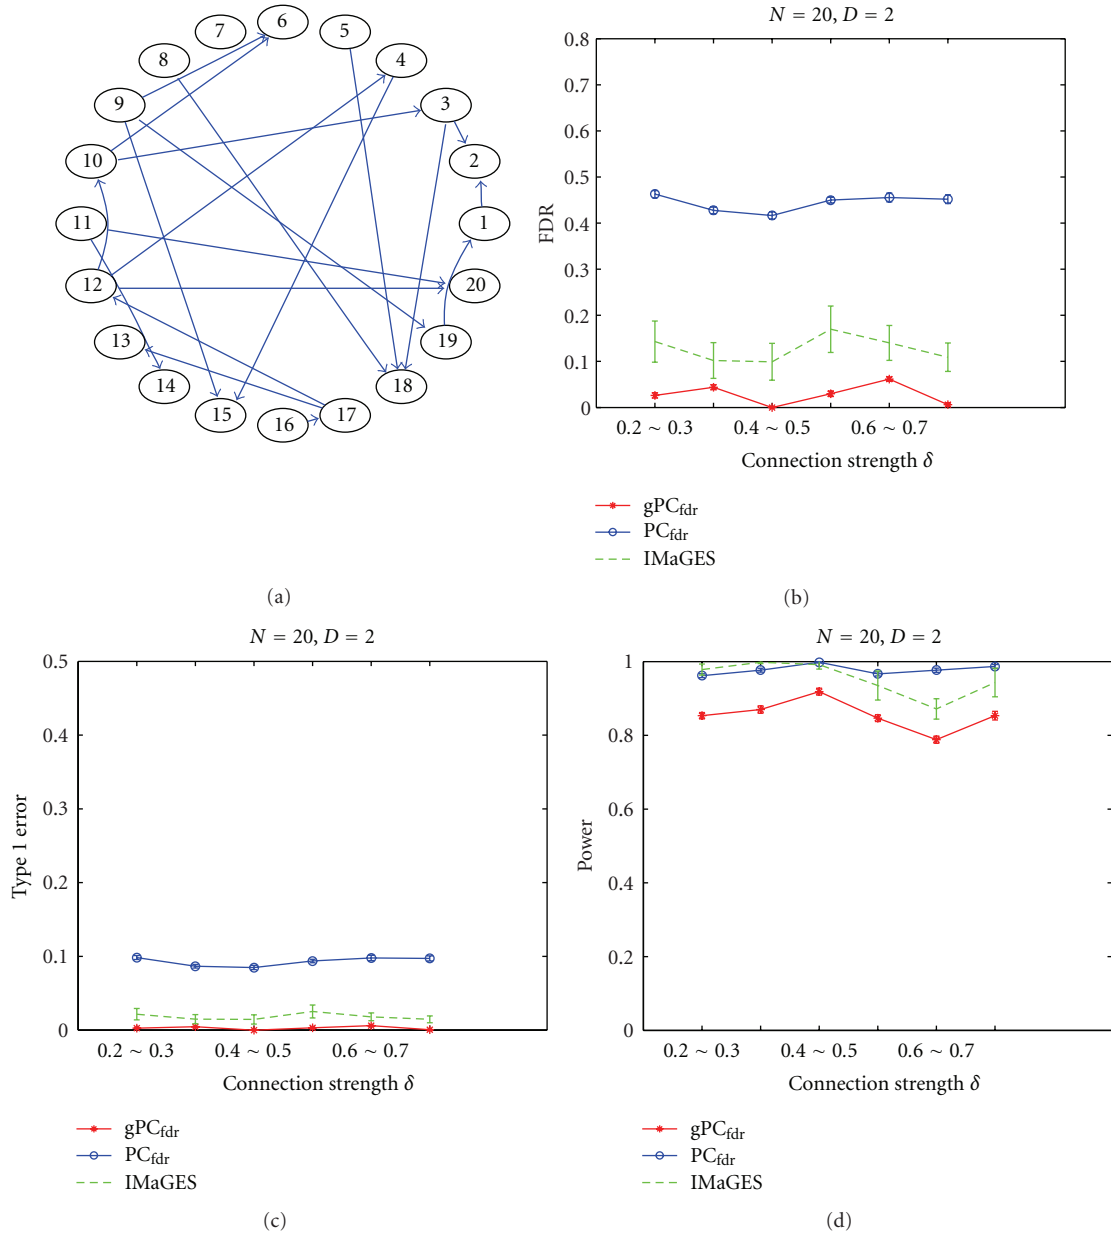 6
7
5
8
4
9
3
10
2
11
1
12
20
13
19
14
18
15
17
16
(a)
N = 20, D = 2
0.8
0.7
0.6
0.5
0.4
0.3
0.2
0.1
0
FDR
0.2 ~ 0.3
0.4 ~ 0.5
0.6 ~ 0.7
Connection strength δ
gPCfdr
PCfdr
IMaGES
(b)
N = 20, D = 2
0.5
0.4
0.3
0.2
0.1
0
Type 1 error
0.2 ~ 0.3
0.4 ~ 0.5
0.6 ~ 0.7
Connection strength δ
gPCfdr
PCfdr
IMaGES
(c)
N = 20, D = 2
1
0.8
0.6
0.4
0.2
0
Power
0.2 ~ 0.3
0.4 ~ 0.5
0.6 ~ 0.7
Connection strength δ
gPCfdr
PCfdr
IMaGES
(d)